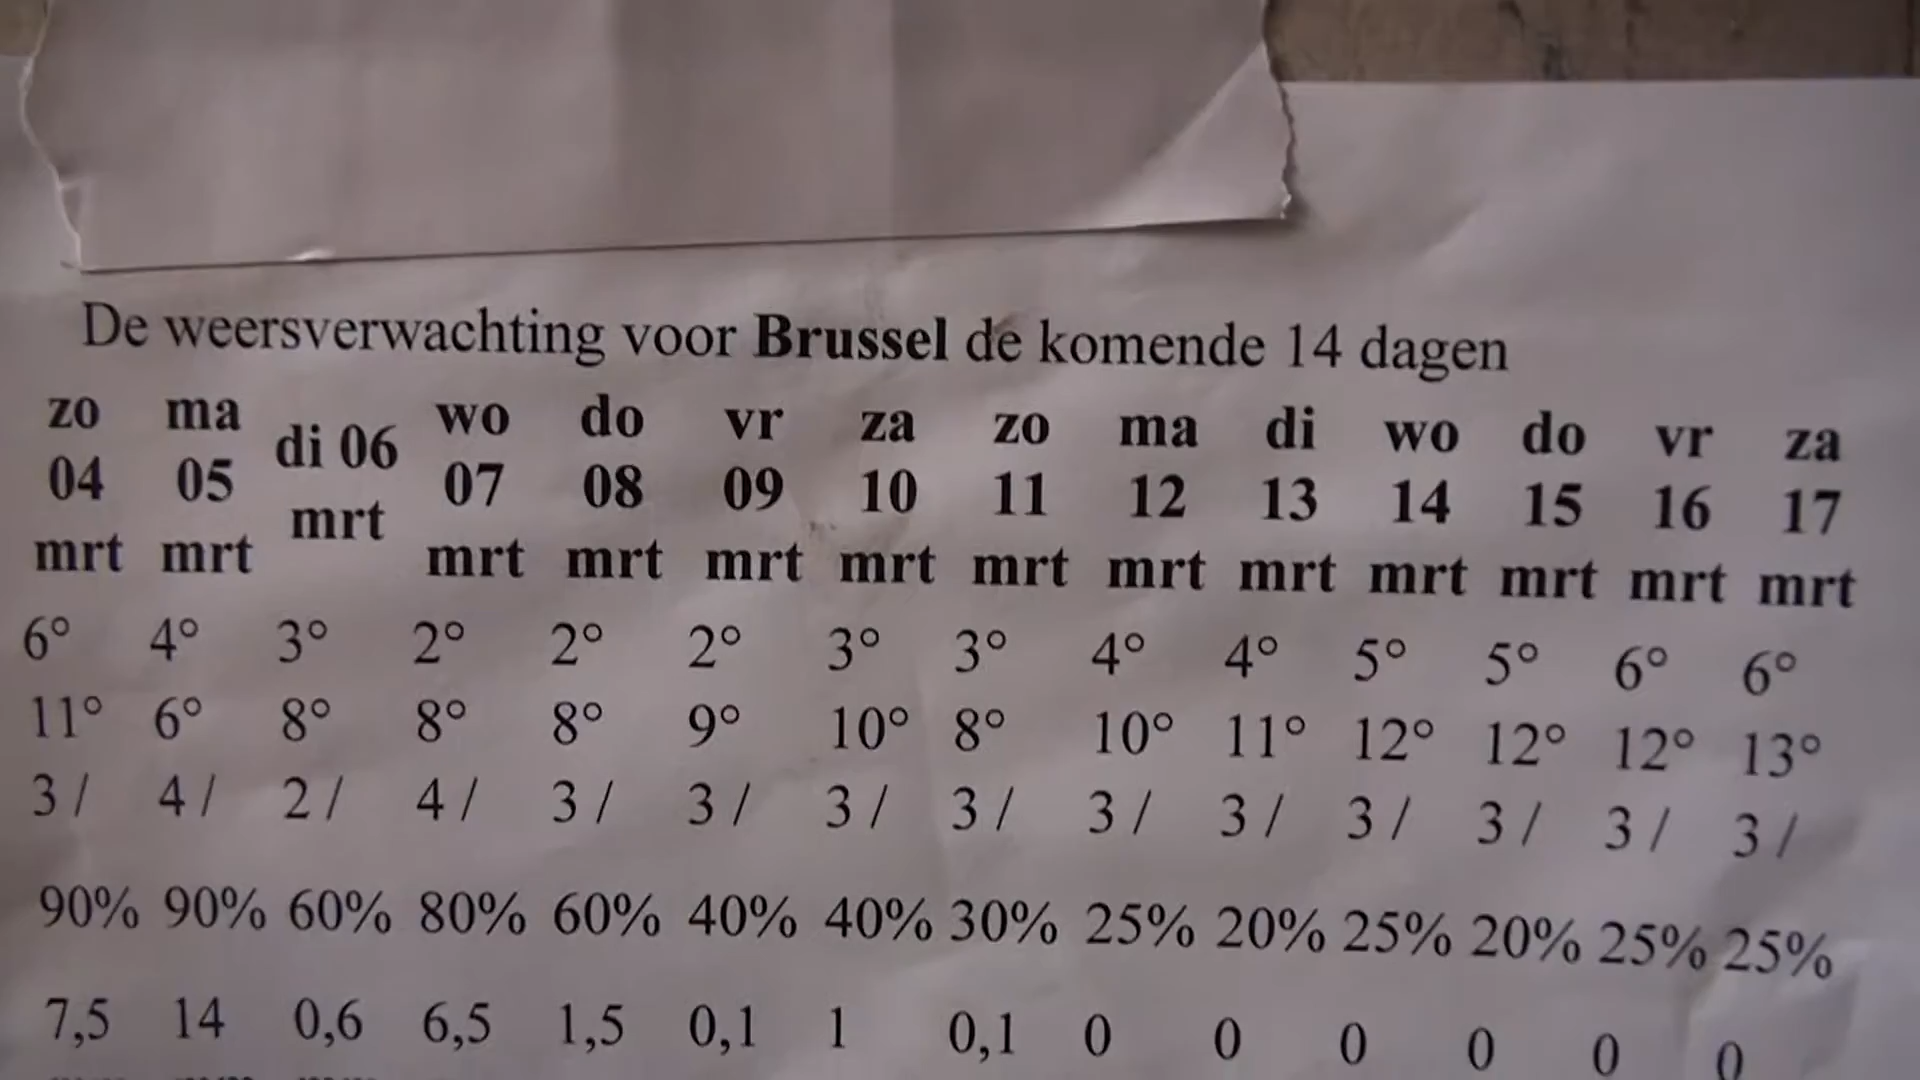 De weersverwachting voor Brussel de komende 14 dagen
zo ma di 06 wo do vr za zo ma di wo do vr za
04 05 mrt 07 08 09 10 11 12 13 14 15 16 17
mrt mrt mrt mrt mrt mrt mrt mrt mrt mrt mrt mrt mrt
6° 4° 3° 2° 2° 2° 3° 3° 4° 4° 5° 5° 6° 6°
11° 6° 8° 8° 8° 9° 10° 8° 10° 11° 12° 12° 12° 13°
3 / 4 / 2 / 4 / 3 / 3 / 3 / 3 / 3 / 3 / 3 / 3 / 3 / 3 /
90% 90% 60% 80% 60% 40% 40% 30% 25% 20% 25% 20% 25% 25%
7,5 14 0,6 6,5 1,5 0,1 1 0,1 0 0 0 0 0 0